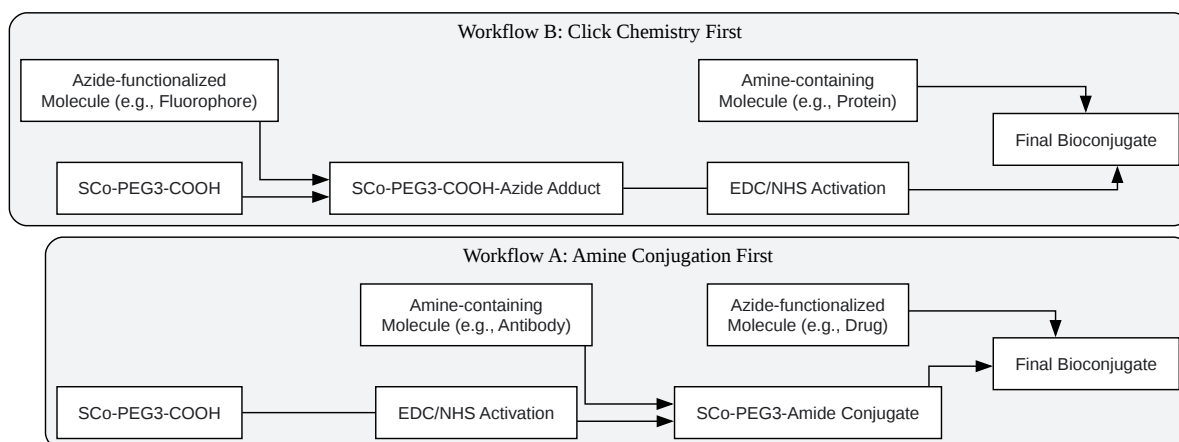 Workflow B: Click Chemistry First
Azide-functionalized
Molecule (e.g., Fluorophore)
Amine-containing
Molecule (e.g., Protein)
Final Bioconjugate
SCo-PEG3-COOH
SCo-PEG3-COOH-Azide Adduct
EDC/NHS Activation
Workflow A: Amine Conjugation First
Amine-containing
Molecule (e.g., Antibody)
Azide-functionalized
Molecule (e.g., Drug)
Final Bioconjugate
SCo-PEG3-COOH
EDC/NHS Activation
SCo-PEG3-Amide Conjugate